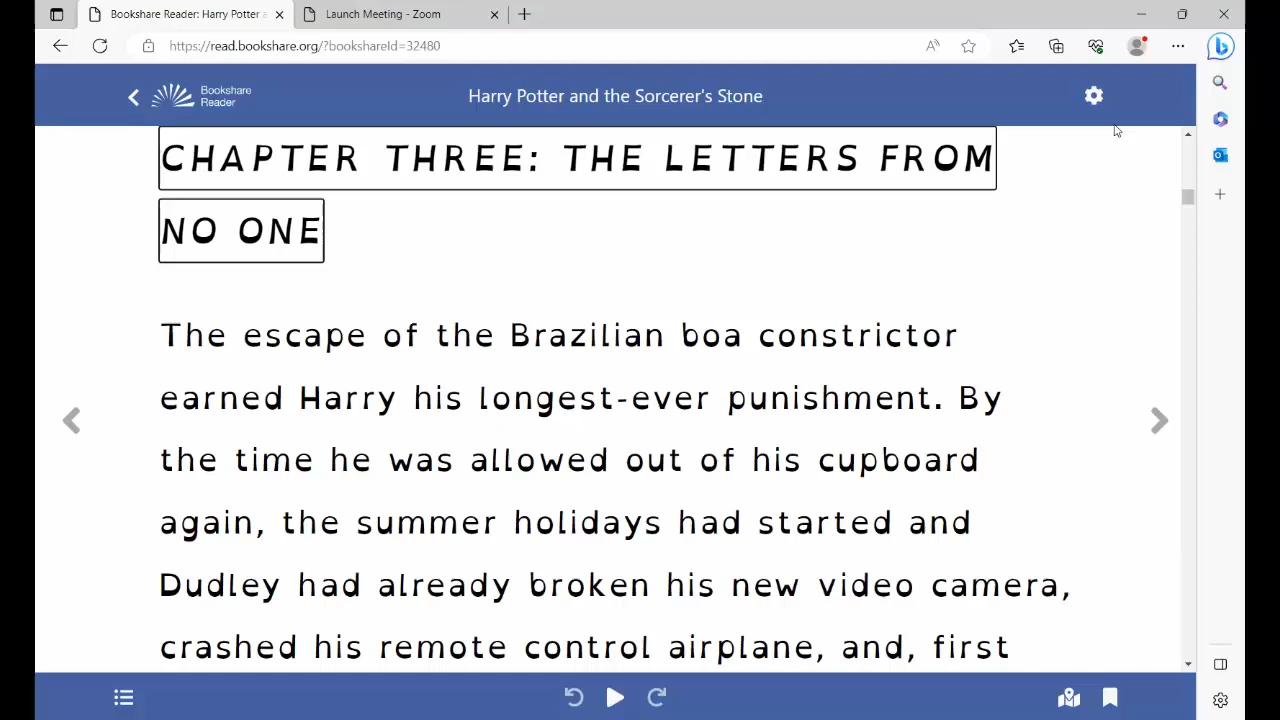 Bookshare Reader: Harry Potter a
Launch Meeting - Zoom
https://read.bookshare.org/?bookshareId=32480
Bookshare
Reader
Harry Potter and the Sorcerer's Stone
CHAPTER THREE: THE LETTERS FROM
NO ONE
The escape of the Brazilian boa constrictor
earned Harry his longest-ever punishment. By
the time he was allowed out of his cupboard
again, the summer holidays had started and
Dudley had already broken his new video camera,
crashed his remote control airplane, and, first